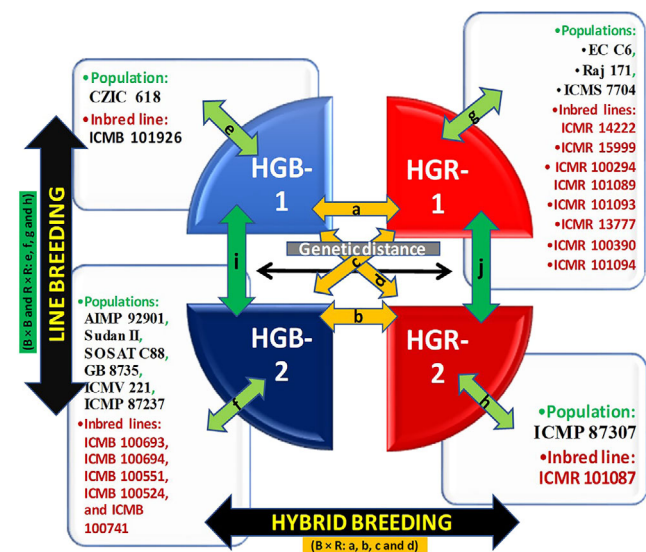 •Population:
CZIC 618
•Inbred line:
ICMB 101926
•Populations:
•EC C6,
•Raj 171,
•ICMS 7704
•Inbred lines:
ICMR 14222
•ICMR 15999
•ICMR 100294
ICMR 101089
•ICMR 101093
•ICMR 13777
•ICMR 100390
•ICMR 101094
e
g
HGB-
1
HGR-
1
a
Genetic distance
c
d
i
j
b
HGB-
2
HGR-
2
f
h
(B × B and R × R: e, f, g and h)
LINE BREEDING
•Populations:
AIMP 92901,
Sudan II,
SOSAT C88,
GB 8735,
ICMV 221,
ICMP 87237
•Inbred lines:
ICMB 100693,
ICMB 100694,
ICMB 100551,
ICMB 100524,
and ICMB
100741
•Population:
ICMP 87307
•Inbred line:
ICMR 101087
HYBRID BREEDING
(B × R: a, b, c and d)